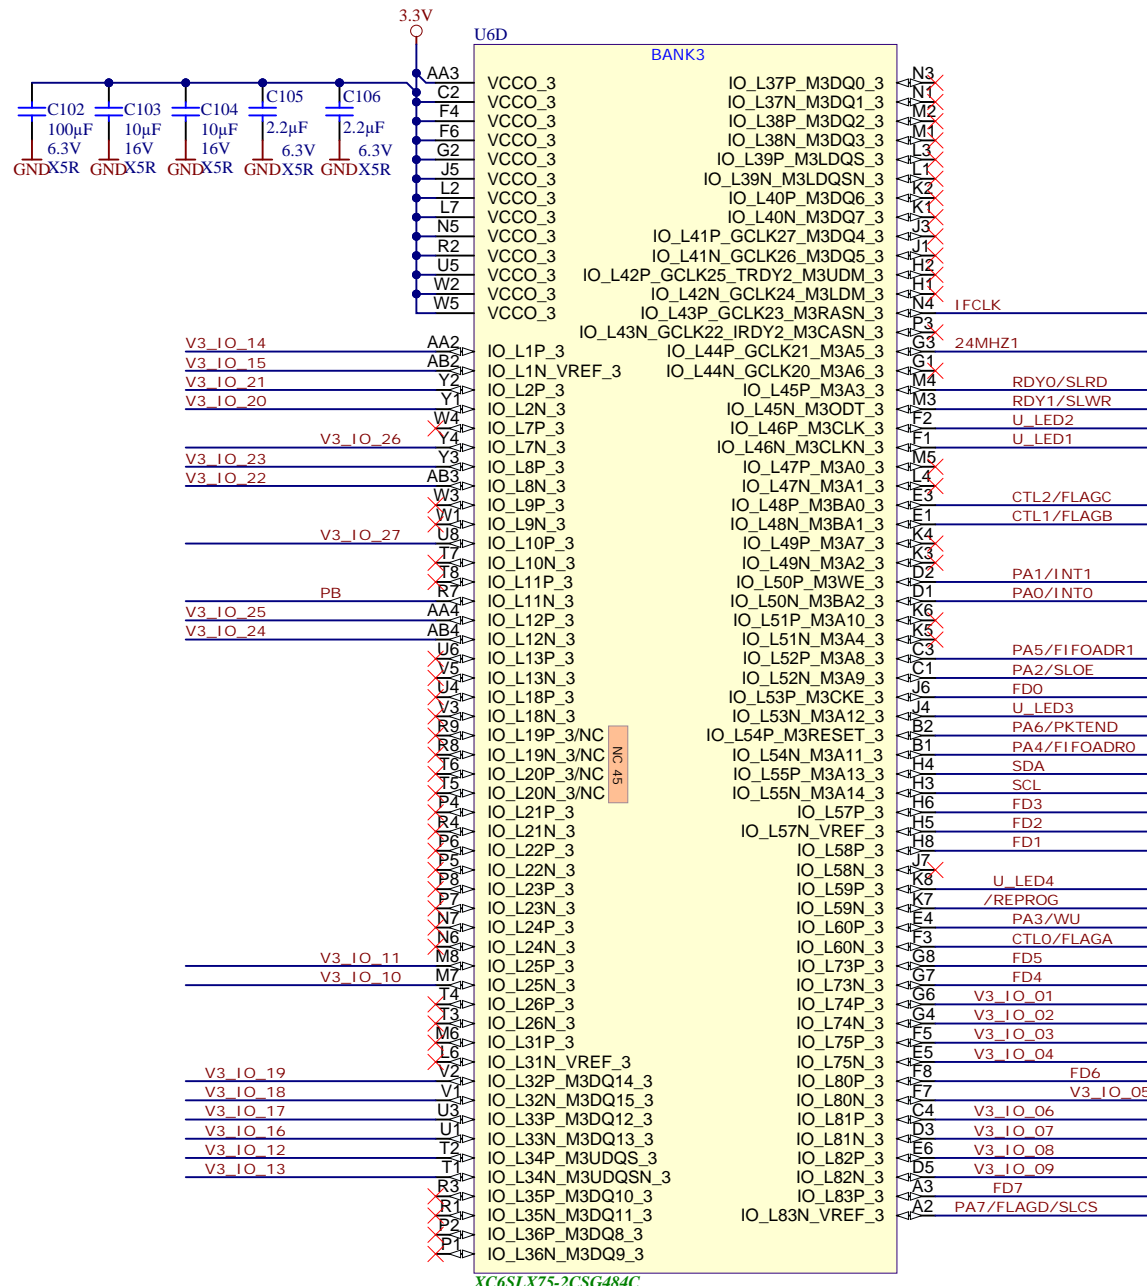 3.3V
U6D
BANK3
C102 100µF 6.3V X5R GND
C103 10µF 16V X5R GND
C104 10µF 16V X5R GND
C105 2.2µF 6.3V X5R GND
C106 2.2µF 6.3V X5R GND
AA3 VCCO_3
C2 VCCO_3
F4 VCCO_3
F6 VCCO_3
G2 VCCO_3
J5 VCCO_3
L2 VCCO_3
L7 VCCO_3
N5 VCCO_3
R2 VCCO_3
U5 VCCO_3
W2 VCCO_3
W5 VCCO_3
V3_IO_14 AA2 IO_L1P_3
V3_IO_15 AB2 IO_L1N_VREF_3
V3_IO_21 Y2 IO_L2P_3
V3_IO_20 Y1 IO_L2N_3
W4 IO_L7P_3
V3_IO_26 Y4 IO_L7N_3
V3_IO_23 Y3 IO_L8P_3
V3_IO_22 AB3 IO_L8N_3
W3 IO_L9P_3
W1 IO_L9N_3
V3_IO_27 U8 IO_L10P_3
T7 IO_L10N_3
T8 IO_L11P_3
PB R7 IO_L11N_3
V3_IO_25 AA4 IO_L12P_3
V3_IO_24 AB4 IO_L12N_3
U6 IO_L13P_3
V5 IO_L13N_3
U4 IO_L18P_3
V3 IO_L18N_3
R9 IO_L19P_3/NC
R8 IO_L19N_3/NC
T6 IO_L20P_3/NC
T5 IO_L20N_3/NC
NC 45
P4 IO_L21P_3
R4 IO_L21N_3
P6 IO_L22P_3
P5 IO_L22N_3
P8 IO_L23P_3
P7 IO_L23N_3
N7 IO_L24P_3
N6 IO_L24N_3
V3_IO_11 M8 IO_L25P_3
V3_IO_10 M7 IO_L25N_3
T4 IO_L26P_3
T3 IO_L26N_3
M6 IO_L31P_3
L6 IO_L31N_VREF_3
V3_IO_19 V2 IO_L32P_M3DQ14_3
V3_IO_18 V1 IO_L32N_M3DQ15_3
V3_IO_17 U3 IO_L33P_M3DQ12_3
V3_IO_16 U1 IO_L33N_M3DQ13_3
V3_IO_12 T2 IO_L34P_M3UDQS_3
V3_IO_13 T1 IO_L34N_M3UDQSN_3
R3 IO_L35P_M3DQ10_3
R1 IO_L35N_M3DQ11_3
P2 IO_L36P_M3DQ8_3
P1 IO_L36N_M3DQ9_3
IO_L37P_M3DQ0_3 N3
IO_L37N_M3DQ1_3 N1
IO_L38P_M3DQ2_3 M2
IO_L38N_M3DQ3_3 M1
IO_L39P_M3LDQS_3 L3
IO_L39N_M3LDQSN_3 L1
IO_L40P_M3DQ6_3 K2
IO_L40N_M3DQ7_3 K1
IO_L41P_GCLK27_M3DQ4_3 J3
IO_L41N_GCLK26_M3DQ5_3 J1
IO_L42P_GCLK25_TRDY2_M3UDM_3 H2
IO_L42N_GCLK24_M3LDM_3 H1
IO_L43P_GCLK23_M3RASN_3 N4 IFCLK
IO_L43N_GCLK22_IRDY2_M3CASN_3 P3
IO_L44P_GCLK21_M3A5_3 G3 24MHZ1
IO_L44N_GCLK20_M3A6_3 G1
IO_L45P_M3A3_3 M4 RDY0/SLRD
IO_L45N_M3ODT_3 M3 RDY1/SLWR
IO_L46P_M3CLK_3 F2 U_LED2
IO_L46N_M3CLKN_3 F1 U_LED1
IO_L47P_M3A0_3 M5
IO_L47N_M3A1_3 L4
IO_L48P_M3BA0_3 E3 CTL2/FLAGC
IO_L48N_M3BA1_3 E1 CTL1/FLAGB
IO_L49P_M3A7_3 K4
IO_L49N_M3A2_3 K3
IO_L50P_M3WE_3 D2 PA1/INT1
IO_L50N_M3BA2_3 D1 PA0/INT0
IO_L51P_M3A10_3 K6
IO_L51N_M3A4_3 K5
IO_L52P_M3A8_3 C3 PA5/FIFOADR1
IO_L52N_M3A9_3 C1 PA2/SLOE
IO_L53P_M3CKE_3 J6 FD0
IO_L53N_M3A12_3 J4 U_LED3
IO_L54P_M3RESET_3 B2 PA6/PKTEND
IO_L54N_M3A11_3 B1 PA4/FIFOADR0
IO_L55P_M3A13_3 H4 SDA
IO_L55N_M3A14_3 H3 SCL
IO_L57P_3 H6 FD3
IO_L57N_VREF_3 H5 FD2
IO_L58P_3 H8 FD1
IO_L58N_3 J7
IO_L59P_3 K8 U_LED4
IO_L59N_3 K7 /REPROG
IO_L60P_3 E4 PA3/WU
IO_L60N_3 F3 CTL0/FLAGA
IO_L73P_3 G8 FD5
IO_L73N_3 G7 FD4
IO_L74P_3 G6 V3_IO_01
IO_L74N_3 G4 V3_IO_02
IO_L75P_3 F5 V3_IO_03
IO_L75N_3 E5 V3_IO_04
IO_L80P_3 F8 FD6
IO_L80N_3 F7 V3_IO_05
IO_L81P_3 C4 V3_IO_06
IO_L81N_3 D3 V3_IO_07
IO_L82P_3 E6 V3_IO_08
IO_L82N_3 D5 V3_IO_09
IO_L83P_3 A3 FD7
IO_L83N_VREF_3 A2 PA7/FLAGD/SLCS
XC6SLX75-2CSG484C